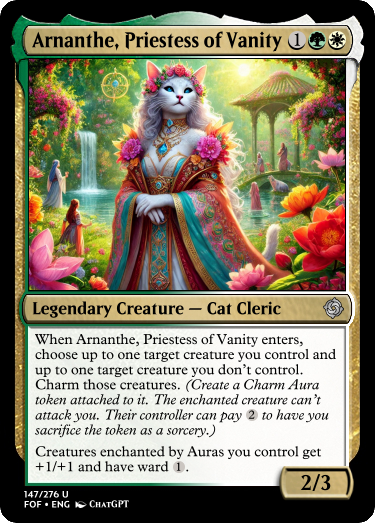 Arnanthe, Priestess of Vanity 1
Legendary Creature — Cat Cleric
When Arnanthe, Priestess of Vanity enters,
choose up to one target creature you control and
up to one target creature you don't control.
Charm those creatures. (Create a Charm Aura
token attached to it. The enchanted creature can't
attack you. Their controller can pay 2 to have you
sacrifice the token as a sorcery.)
Creatures enchanted by Auras you control get
+1/+1 and have ward 1.
2/3
147/276 U
FOF • ENG ChatGPT